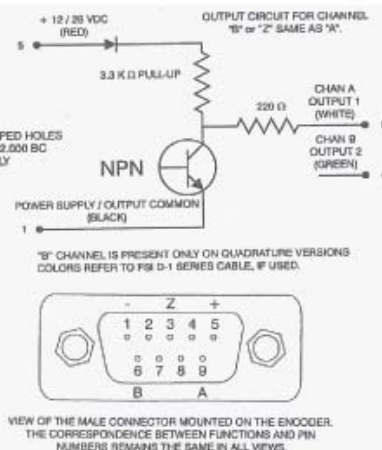 + 12 / 26 VDC
(RED)
OUTPUT CIRCUIT FOR CHANNEL
"B" or "Z" SAME AS "A".
5
3.3 K Ω PULL-UP
220 Ω
CHAN A
OUTPUT 1
(WHITE)
PED HOLES
2.000 BC
LY
CHAN B
OUTPUT 2
(GREEN)
NPN
POWER SUPPLY / OUTPUT COMMON
(BLACK)
1
"B" CHANNEL IS PRESENT ONLY ON QUADRATURE VERSIONS
COLORS REFER TO FSI D-1 SERIES CABLE, IF USED.
- Z +
1 2 3 4 5
6 7 8 9
B A
VIEW OF THE MALE CONNECTOR MOUNTED ON THE ENCODER.
THE CORRESPONDENCE BETWEEN FUNCTIONS AND PIN
NUMBERS REMAINS THE SAME IN ALL VIEWS.